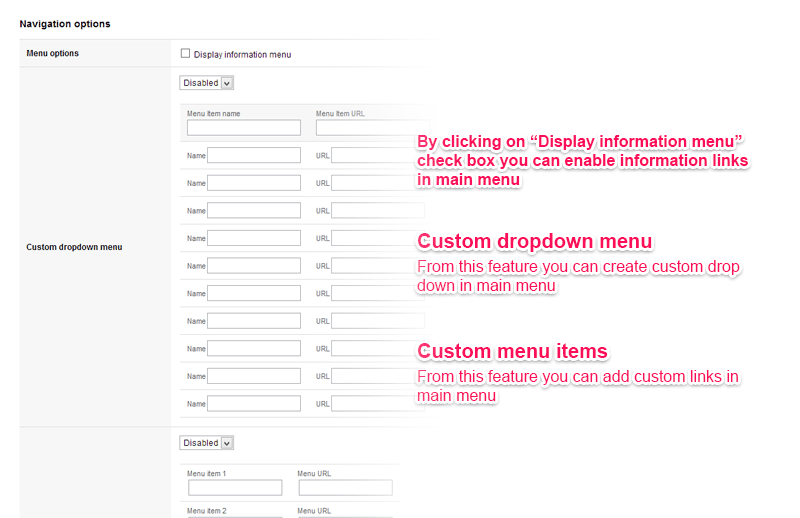 Navigation options
Menu options
Display information menu
Disabled
Menu Item name Menu Item URL
By clicking on “Display information menu”
check box you can enable information links
in main menu
Name URL
Name URL
Name URL
Custom dropdown menu
Name URL
Custom dropdown menu
Name URL
From this feature you can create custom drop
down in main menu
Name URL
Name URL
Name URL
Custom menu items
Name URL
From this feature you can add custom links in
main menu
Name URL
Disabled
Menu item 1 Menu URL
Menu item 2 Menu URL